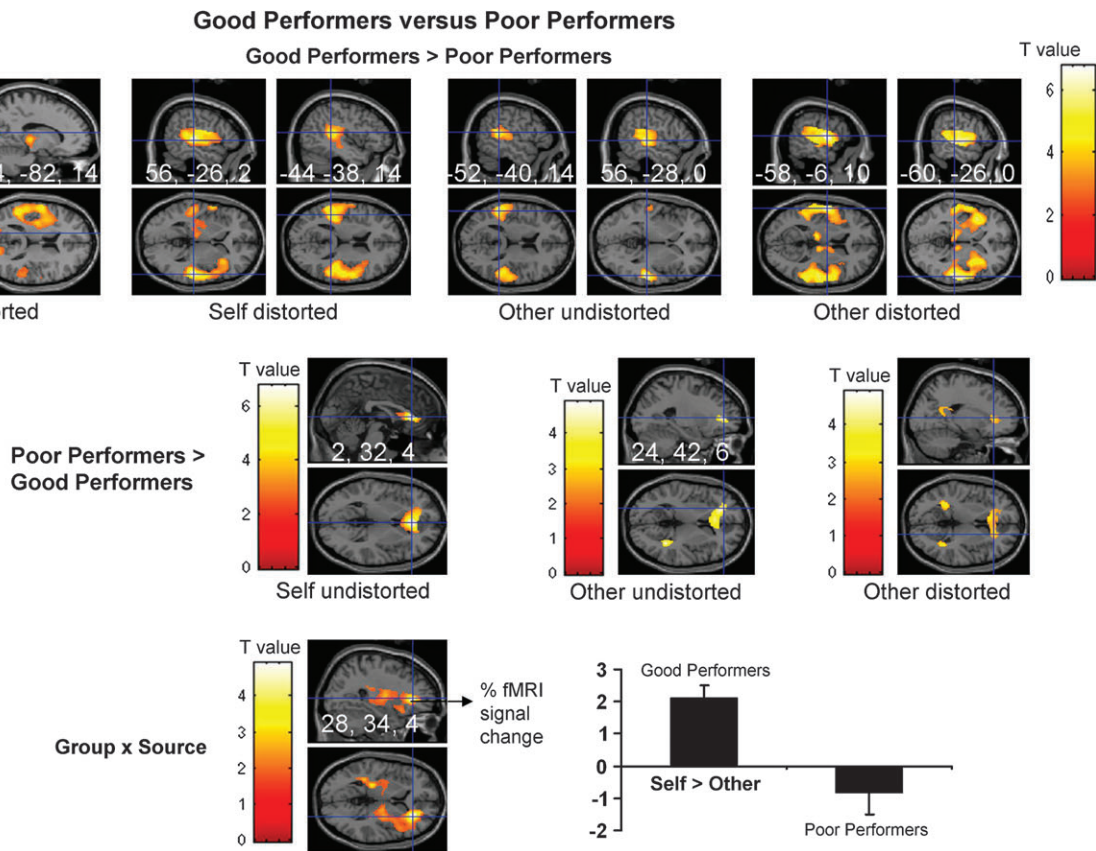 Good Performers versus Poor Performers
Good Performers > Poor Performers
T value
6
4
2
0
-82, 14
56, -26, 2
-44 -38, 14
-52, -40, 14
56, -28, 0
-58, -6, 10
-60, -26, 0
orted
Self distorted
Other undistorted
Other distorted
Poor Performers >
Good Performers
T value
6
4
2
0
2, 32, 4
Self undistorted
T value
4
3
2
1
0
24, 42, 6
Other undistorted
T value
4
3
2
1
0
Other distorted
Group x Source
T value
4
3
2
1
0
28, 34, 4
% fMRI
signal
change
3
2
1
0
-1
-2
Good Performers
Self > Other
Poor Performers